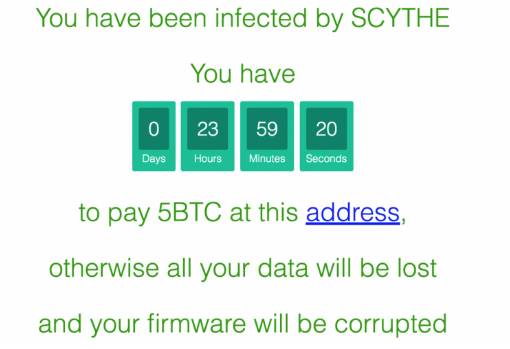 You have been infected by SCYTHE
You have
0 23 59 20
Days Hours Minutes Seconds
to pay 5BTC at this address,
otherwise all your data will be lost
and your firmware will be corrupted